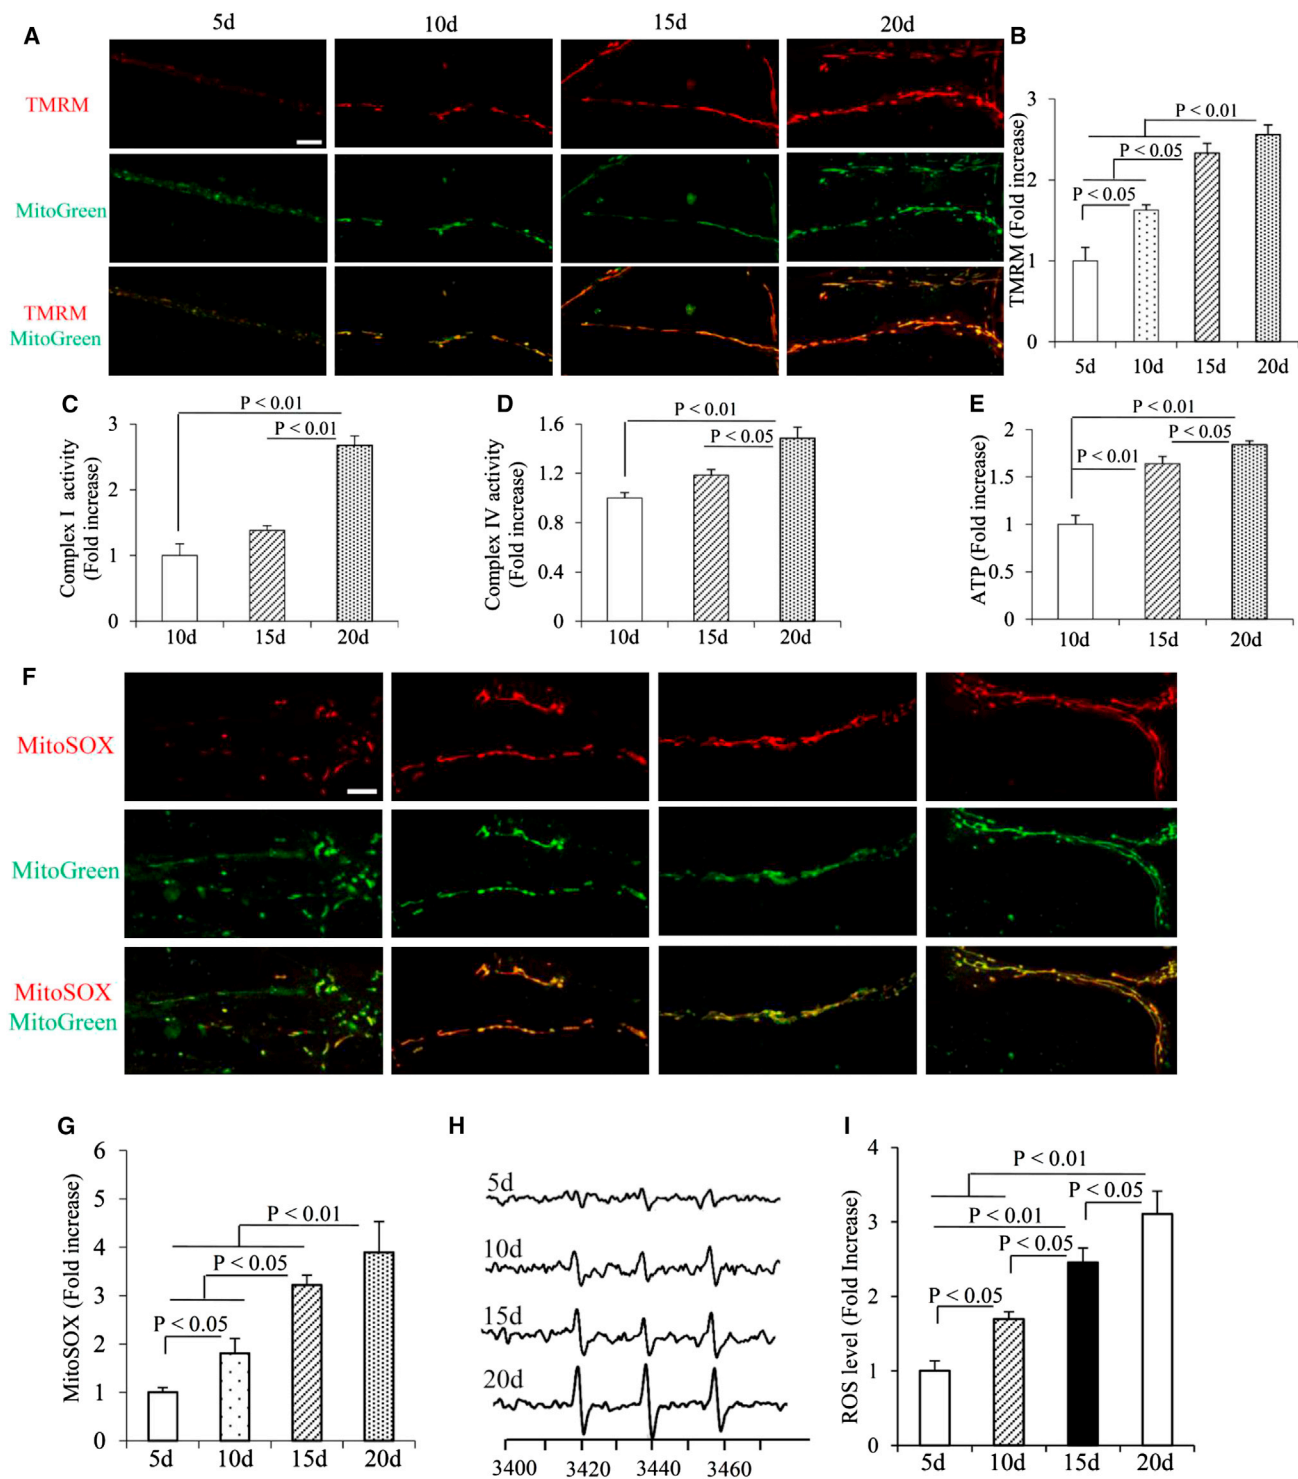 A
5d
10d
15d
20d
TMRM
MitoGreen
TMRM
MitoGreen
B
TMRM (Fold increase)
3
2
1
0
P < 0.01
P < 0.05
P < 0.05
5d 10d 15d 20d
C
Complex I activity
(Fold increase)
3
2
1
0
P < 0.01
P < 0.01
10d 15d 20d
D
Complex IV activity
(Fold increase)
1.6
1.2
0.8
0.4
0
P < 0.01
P < 0.05
10d 15d 20d
E
ATP (Fold increase)
2
1.5
1
0.5
0
P < 0.01
P < 0.05
P < 0.01
10d 15d 20d
F
MitoSOX
MitoGreen
MitoSOX
MitoGreen
G
MitoSOX (Fold increase)
6
5
4
3
2
1
0
P < 0.01
P < 0.05
P < 0.05
5d 10d 15d 20d
H
5d
10d
15d
20d
3400 3420 3440 3460
I
ROS level (Fold Increase)
4
3
2
1
0
P < 0.01
P < 0.05
P < 0.01
P < 0.05
P < 0.05
5d 10d 15d 20d